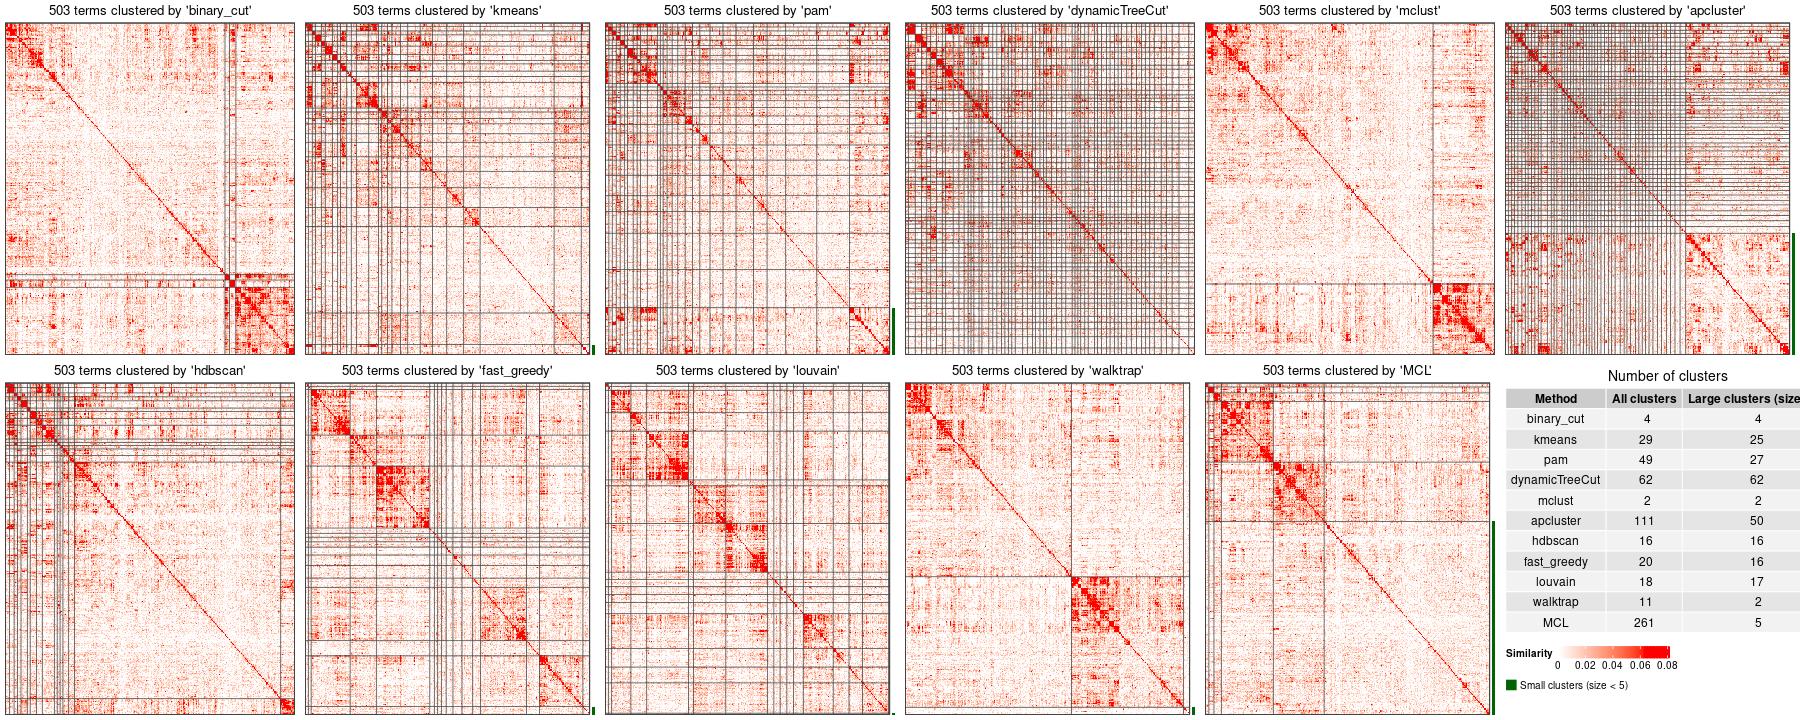 503 terms clustered by 'binary_cut'
503 terms clustered by 'kmeans'
503 terms clustered by 'pam'
503 terms clustered by 'dynamicTreeCut'
503 terms clustered by 'mclust'
503 terms clustered by 'apcluster'
503 terms clustered by 'hdbscan'
503 terms clustered by 'fast_greedy'
503 terms clustered by 'louvain'
503 terms clustered by 'walktrap'
503 terms clustered by 'MCL'
Number of clusters
Method All clusters Large clusters (size
binary_cut 4 4
kmeans 29 25
pam 49 27
dynamicTreeCut 62 62
mclust 2 2
apcluster 111 50
hdbscan 16 16
fast_greedy 20 16
louvain 18 17
walktrap 11 2
MCL 261 5
Similarity
0 0.02 0.04 0.06 0.08
Small clusters (size < 5)